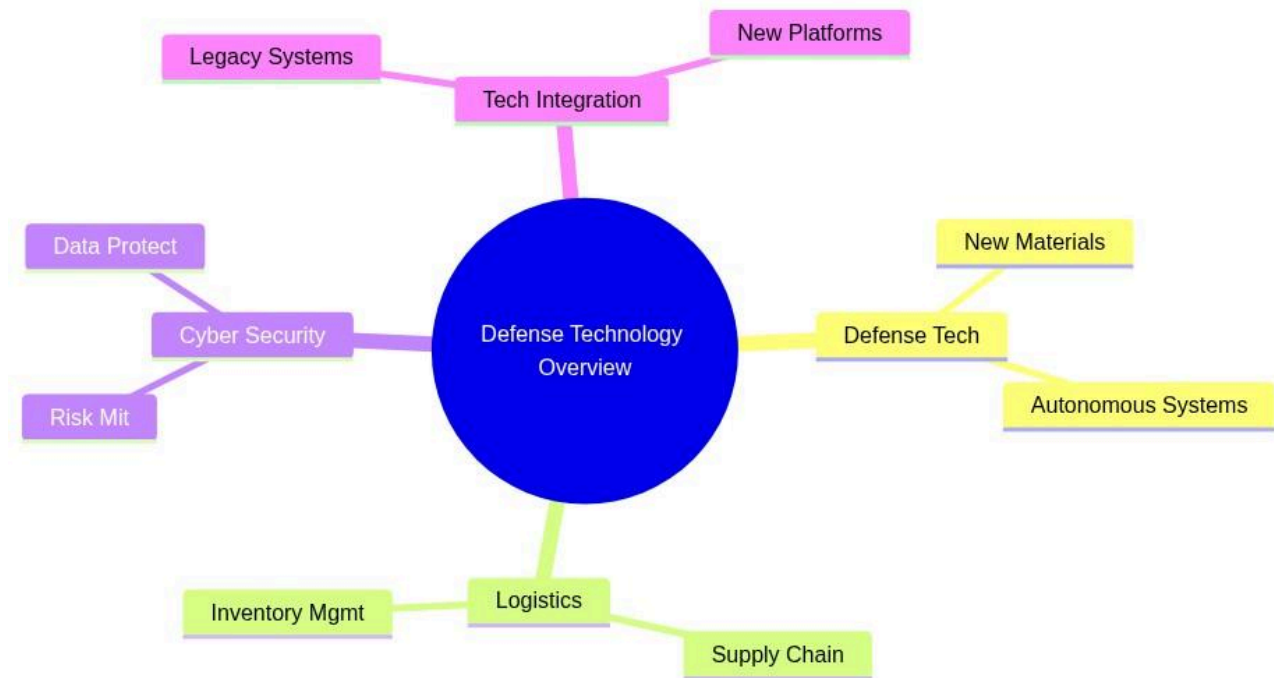 New Platforms
Legacy Systems
Tech Integration
Data Protect
New Materials
Cyber Security
Defense Technology
Overview
Defense Tech
Risk Mit
Autonomous Systems
Inventory Mgmt
Logistics
Supply Chain